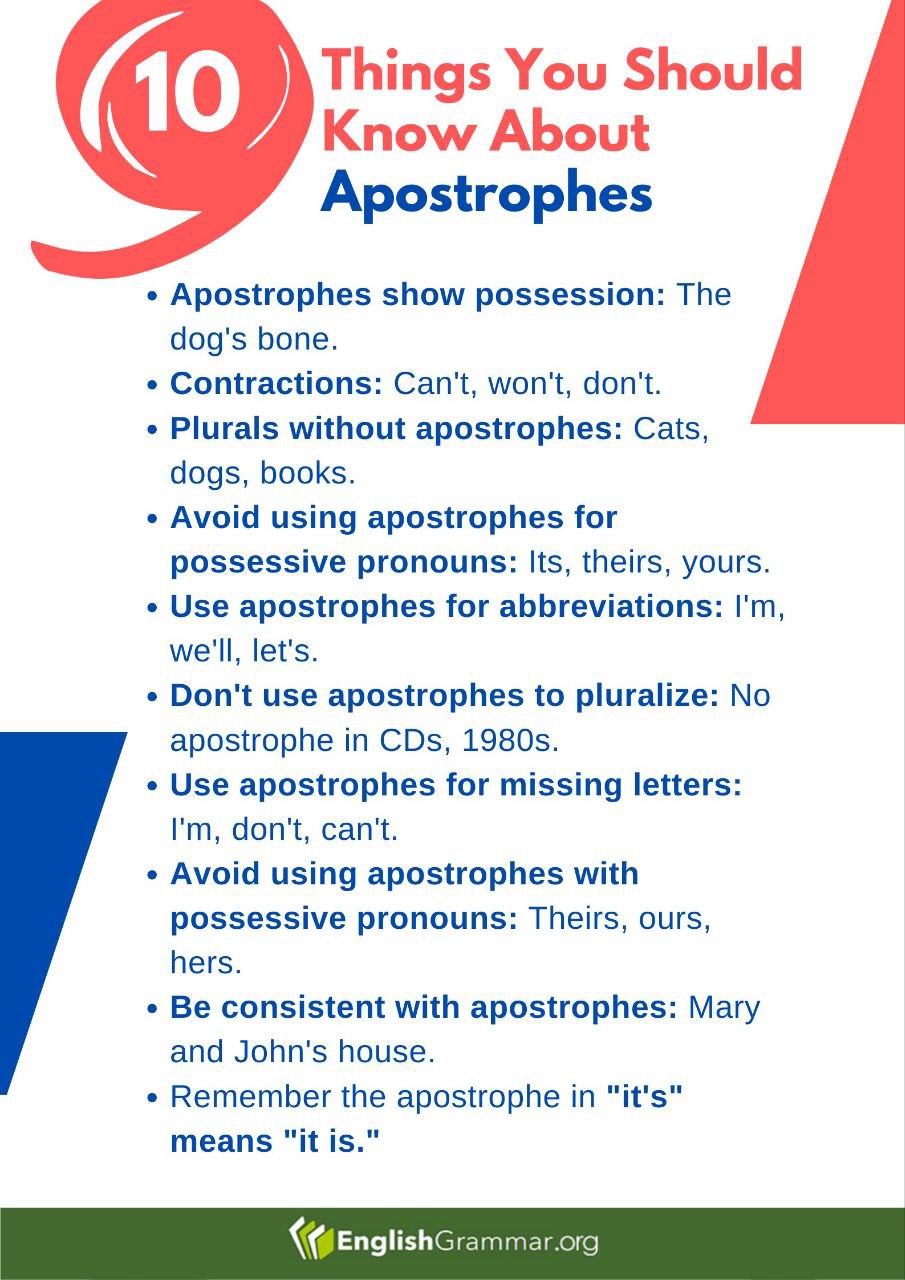 10
Things You Should
Know About
Apostrophes
• Apostrophes show possession: The
dog's bone.
• Contractions: Can't, won't, don't.
• Plurals without apostrophes: Cats,
dogs, books.
• Avoid using apostrophes for
possessive pronouns: Its, theirs, yours.
• Use apostrophes for abbreviations: I'm,
we'll, let's.
• Don't use apostrophes to pluralize: No
apostrophe in CDs, 1980s.
• Use apostrophes for missing letters:
I'm, don't, can't.
• Avoid using apostrophes with
possessive pronouns: Theirs, ours,
hers.
• Be consistent with apostrophes: Mary
and John's house.
• Remember the apostrophe in "it's"
means "it is."
EnglishGrammar.org